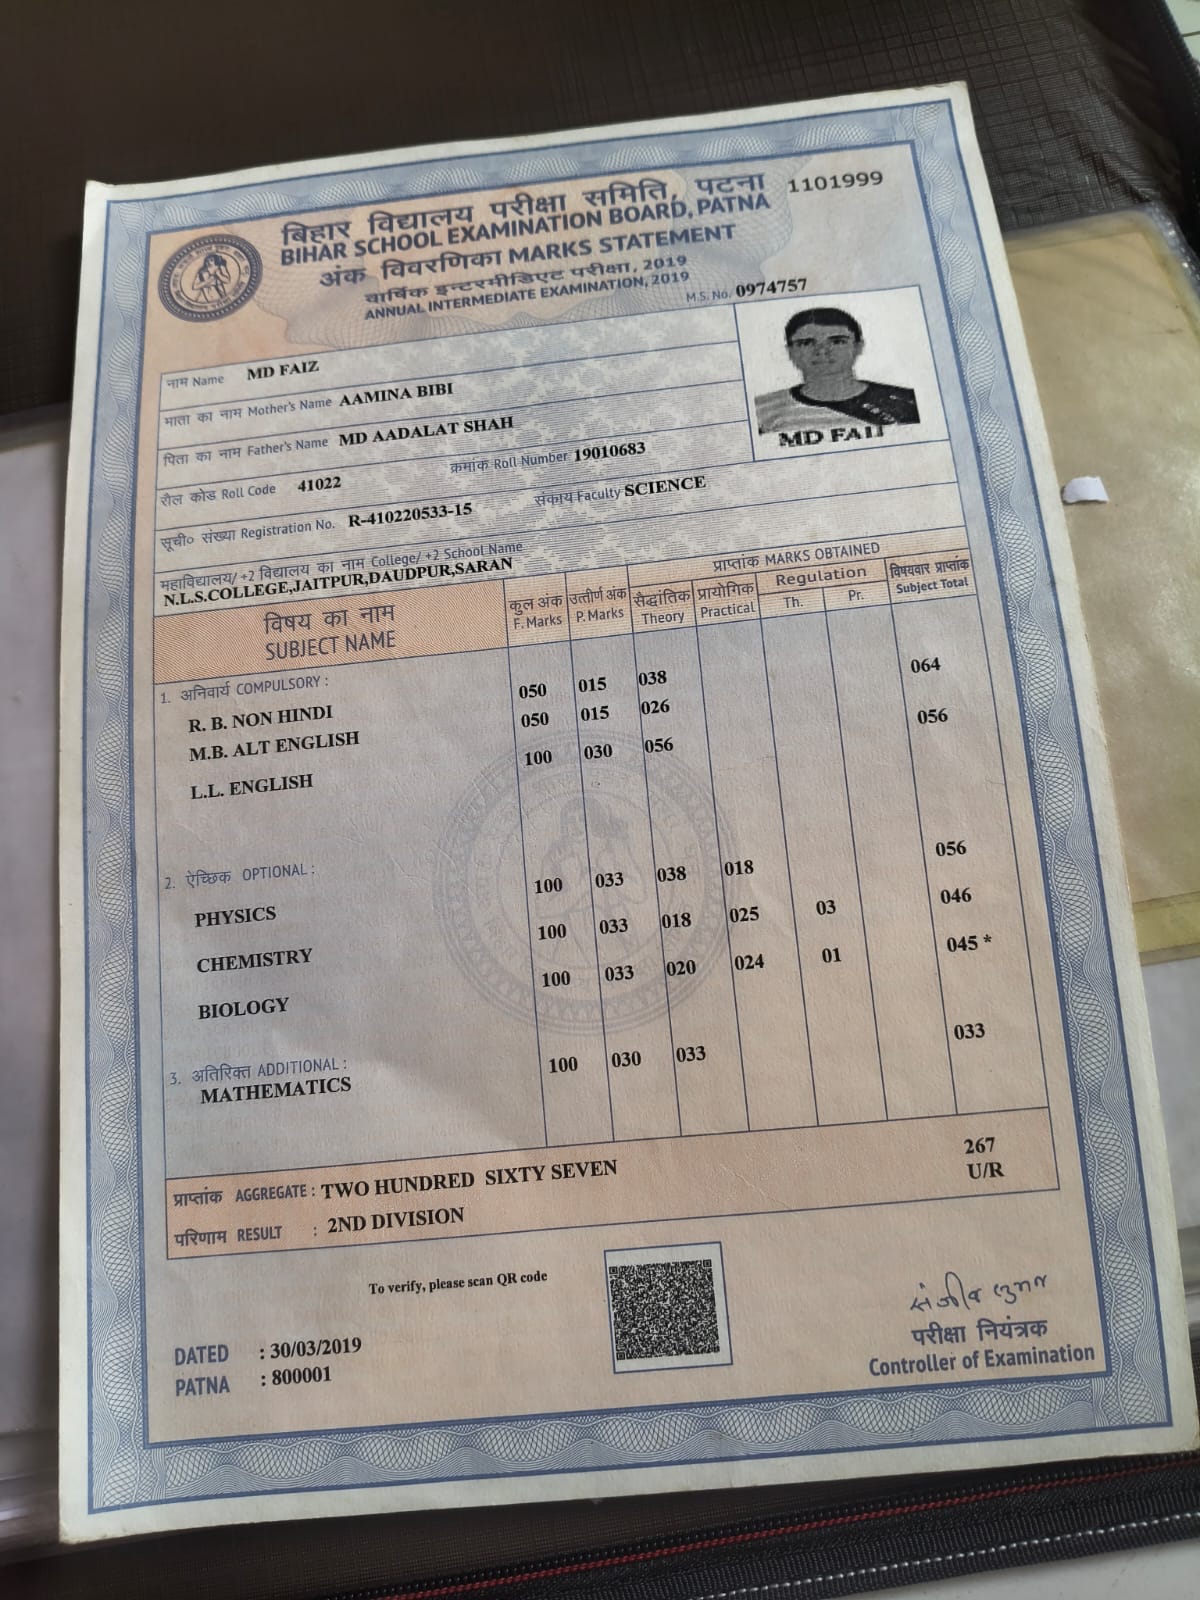 बिहार विद्यालय परीक्षा समिति, पटना 1101999
BIHAR SCHOOL EXAMINATION BOARD, PATNA
अंक विवरणिका MARKS STATEMENT
वार्षिक इन्टरमीडिएट परीक्षा, 2019
ANNUAL INTERMEDIATE EXAMINATION, 2019
M.S. No. 0974757
नाम Name MD FAIZ
माता का नाम Mother's Name AAMINA BIBI
पिता का नाम Father's Name MD AADALAT SHAH
MD FAIZ
रौल कोड Roll Code 41022 क्रमांक Roll Number 19010683
सूची० संख्या Registration No. R-410220533-15 संकाय Faculty SCIENCE
महाविद्यालय/ +2 विद्यालय का नाम College/ +2 School Name
N.L.S.COLLEGE,JAITPUR,DAUDPUR,SARAN
विषय का नाम कुल अंक उत्तीर्ण अंक प्राप्तांक MARKS OBTAINED विषयवार प्राप्तांक
SUBJECT NAME F. Marks P. Marks सैद्धांतिक Theory प्रायोगिक Practical Regulation Th. Pr. Subject Total
1. अनिवार्य COMPULSORY :
R. B. NON HINDI 050 015 038 064
M.B. ALT ENGLISH 050 015 026
L.L. ENGLISH 100 030 056 056
2. ऐच्छिक OPTIONAL :
PHYSICS 100 033 038 018 056
CHEMISTRY 100 033 018 025 03 046
BIOLOGY 100 033 020 024 01 045 *
3. अतिरिक्त ADDITIONAL :
MATHEMATICS 100 030 033 033
प्राप्तांक AGGREGATE : TWO HUNDRED SIXTY SEVEN 267
परिणाम RESULT : 2ND DIVISION U/R
To verify, please scan QR code
DATED : 30/03/2019
PATNA : 800001
परीक्षा नियंत्रक
Controller of Examination